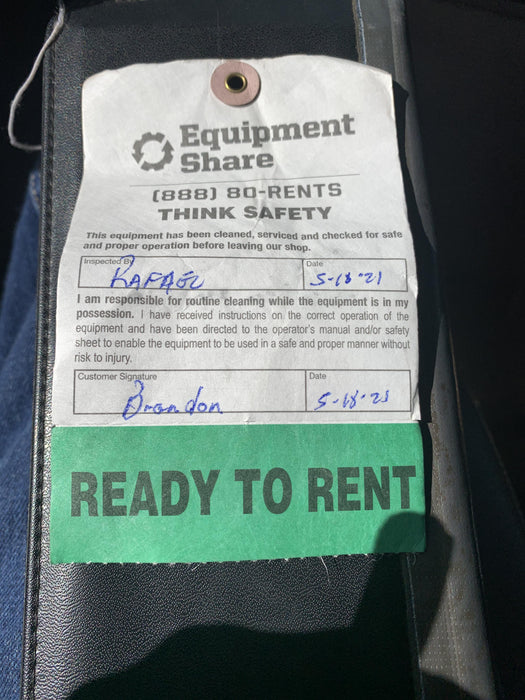 Equipment
Share
(888) 80-RENTS
THINK SAFETY
This equipment has been cleaned, serviced and checked for safe
and proper operation before leaving our shop.
Inspected By
Date
RAFAEL
5-18-21
I am responsible for routine cleaning while the equipment is in my
possession. I have received instructions on the correct operation of the
equipment and have been directed to the operator's manual and/or safety
sheet to enable the equipment to be used in a safe and proper manner without
risk to injury.
Customer Signature
Date
Brandon
5-18-21
READY TO RENT